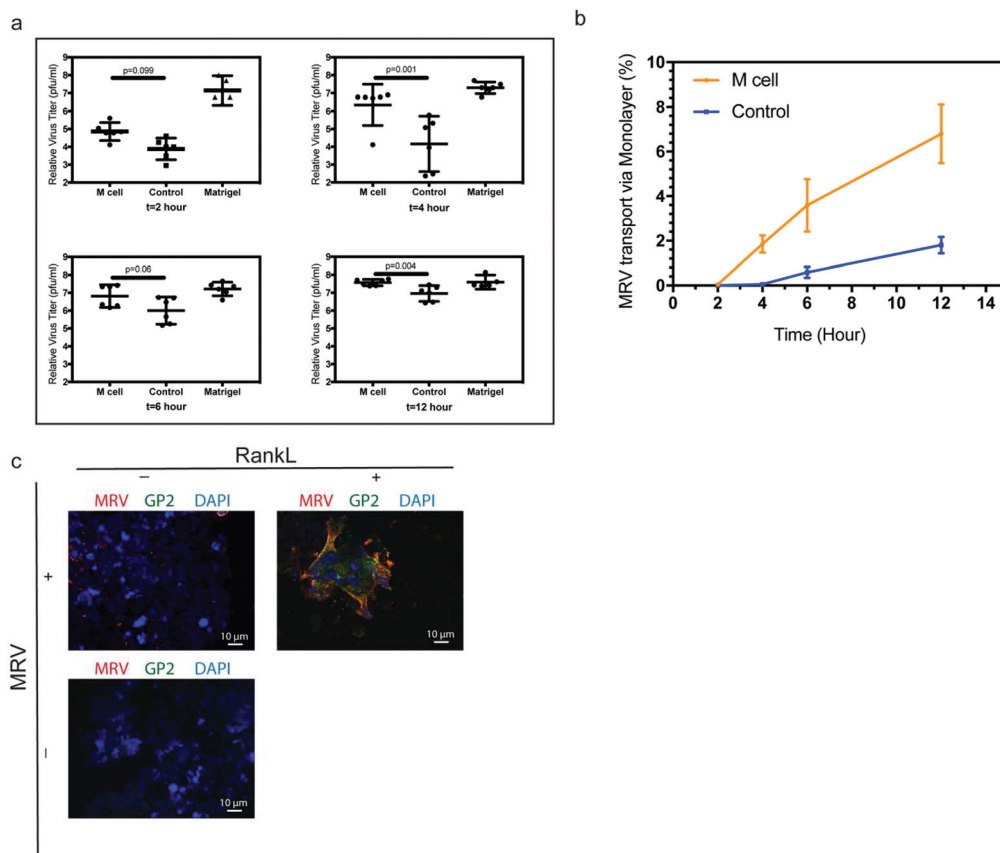 a
Relative Virus Titer (pfu/ml)
9
8
7
6
5
4
3
2
p=0.099
M cell Control Matrigel
t=2 hour
Relative Virus Titer (pfu/ml)
9
8
7
6
5
4
3
2
p=0.001
M cell Control Matrigel
t=4 hour
Relative Virus Titer (pfu/ml)
9
8
7
6
5
4
3
2
p=0.06
M cell Control Matrigel
t=6 hour
Relative Virus Titer (pfu/ml)
9
8
7
6
5
4
3
2
p=0.004
M cell Control Matrigel
t=12 hour
b
MRV transport via Monolayer (%)
10
8
6
4
2
0
M cell
Control
0 2 4 6 8 10 12 14
Time (Hour)
c
RankL
− +
MRV GP2 DAPI
MRV GP2 DAPI
MRV
+
10 µm
10 µm
MRV GP2 DAPI
−
10 µm